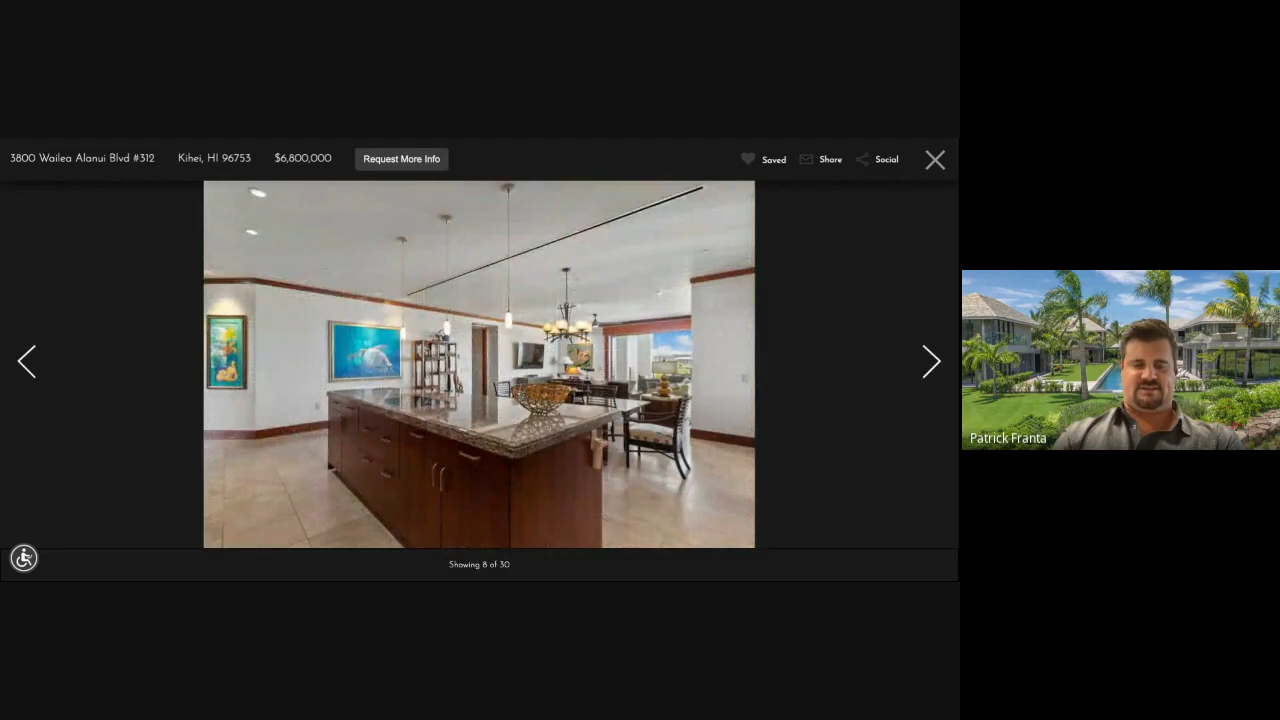 3800 Wailea Alanui Blvd #312 Kihei, HI 96753 $6,800,000 Request More Info Saved Share Social
Patrick Franta
Showing 8 of 30